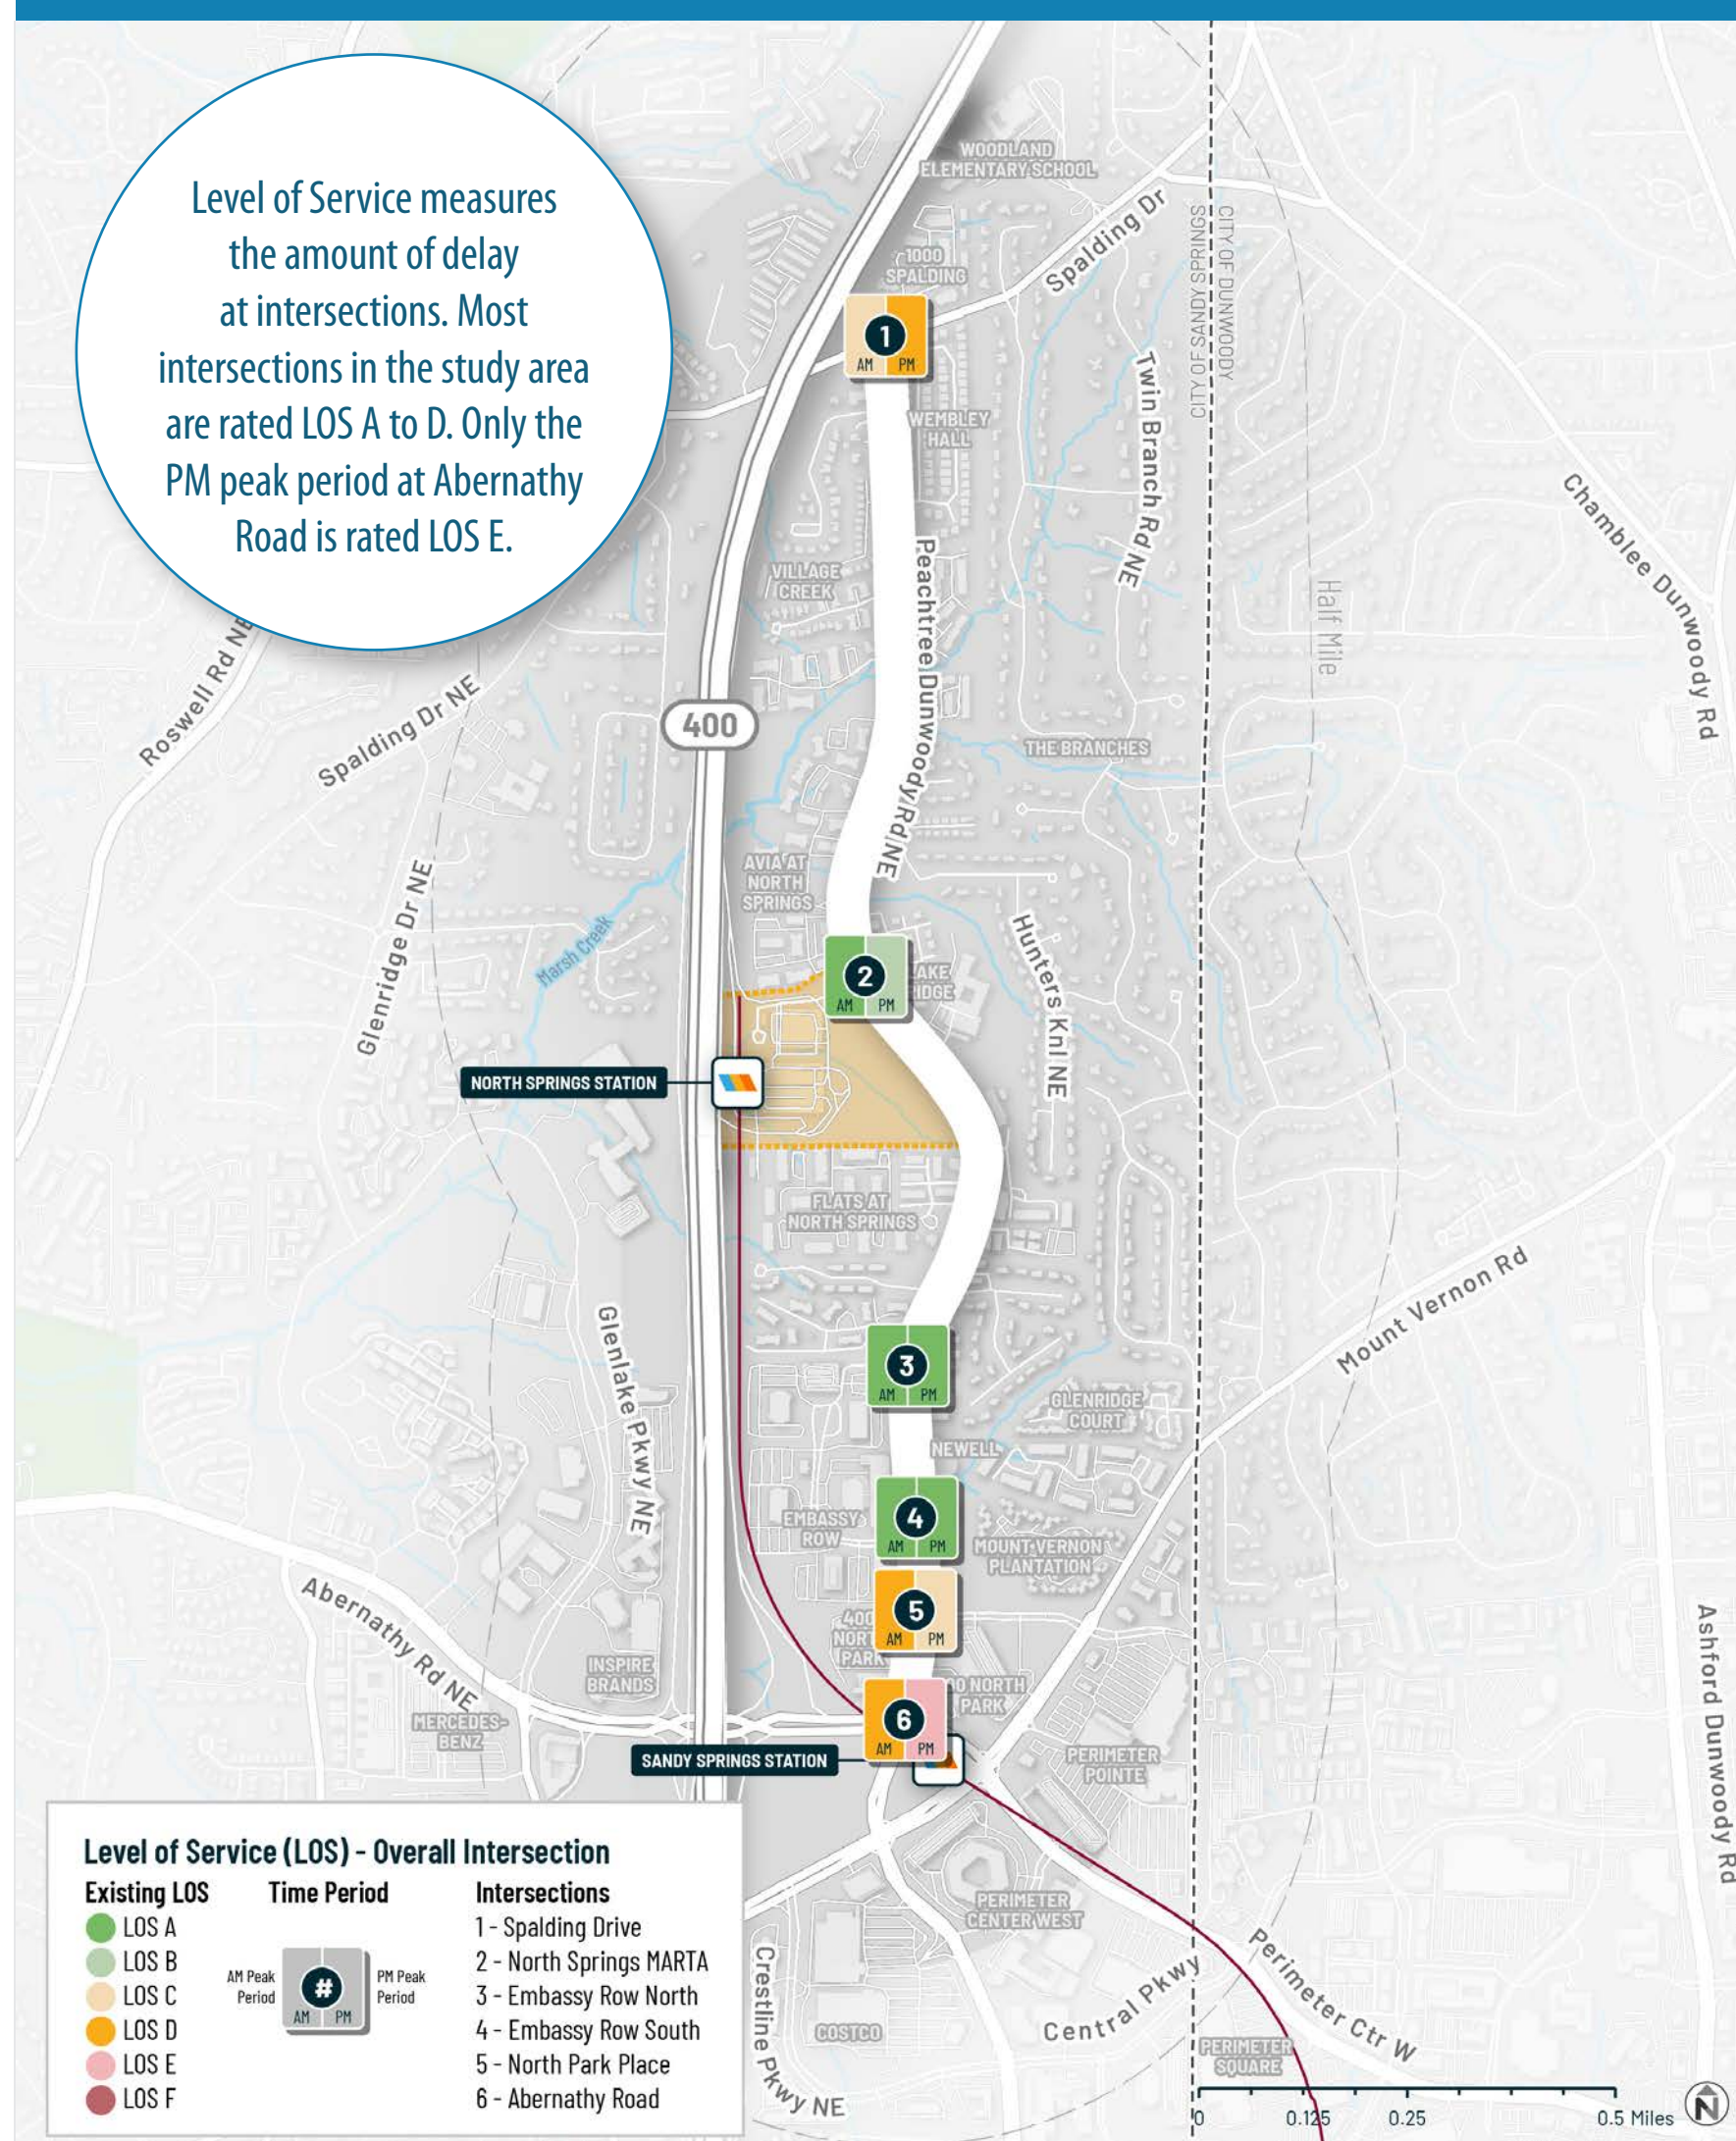 Level of Service measures
the amount of delay
at intersections. Most
intersections in the study area
are rated LOS A to D. Only the
PM peak period at Abernathy
Road is rated LOS E.
WOODLAND
ELEMENTARY SCHOOL
Spalding Dr
1000
SPALDING
CITY OF SANDY SPRINGS
CITY OF DUNWOODY
1
AM PM
WEMBLEY
HALL
Twin Branch Rd NE
Chamblee Dunwoody Rd
Peachtree Dunwoody Rd NE
VILLAGE
CREEK
Half Mile
Roswell Rd NE
Spalding Dr NE
400
THE BRANCHES
AVIA AT
NORTH
SPRINGS
Glenridge Dr NE
Marsh Creek
Hunters Knl NE
2
AM PM
NORTH SPRINGS STATION
FLATS AT
NORTH SPRINGS
Mount Vernon Rd
Glenlake Pkwy NE
3
AM PM
GLENRIDGE
COURT
NEWELL
4
AM PM
EMBASSY
ROW
MOUNT VERNON
PLANTATION
Abernathy Rd NE
5
AM PM
400
NORTH
PARK
Ashford Dunwoody Rd
INSPIRE
BRANDS
NORTH
PARK
6
AM PM
MERCEDES-
BENZ
SANDY SPRINGS STATION
PERIMETER
POINTE
PERIMETER
CENTER WEST
Crestline Pkwy NE
COSTCO
Central Pkwy
Perimeter Ctr W
PERIMETER
SQUARE
Level of Service (LOS) - Overall Intersection
Existing LOS
LOS A
LOS B
LOS C
LOS D
LOS E
LOS F
Time Period
AM Peak
Period
#
AM PM
PM Peak
Period
Intersections
1 - Spalding Drive
2 - North Springs MARTA
3 - Embassy Row North
4 - Embassy Row South
5 - North Park Place
6 - Abernathy Road
0 0.125 0.25 0.5 Miles
N